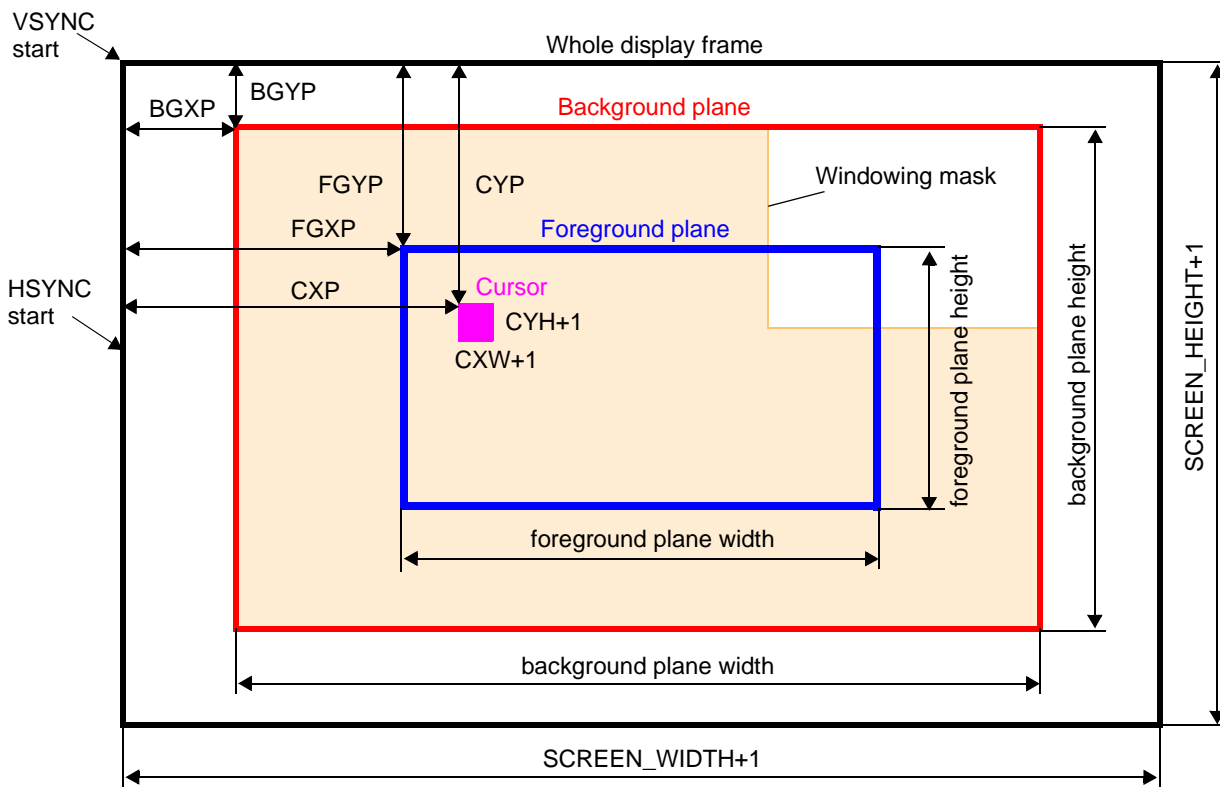 VSYNC
start
Whole display frame
BGYP
BGXP
Background plane
FGYP
CYP
Windowing mask
FGXP
Foreground plane
HSYNC
start
CXP
Cursor
CYH+1
CXW+1
foreground plane height
background plane height
SCREEN_HEIGHT+1
foreground plane width
background plane width
SCREEN_WIDTH+1